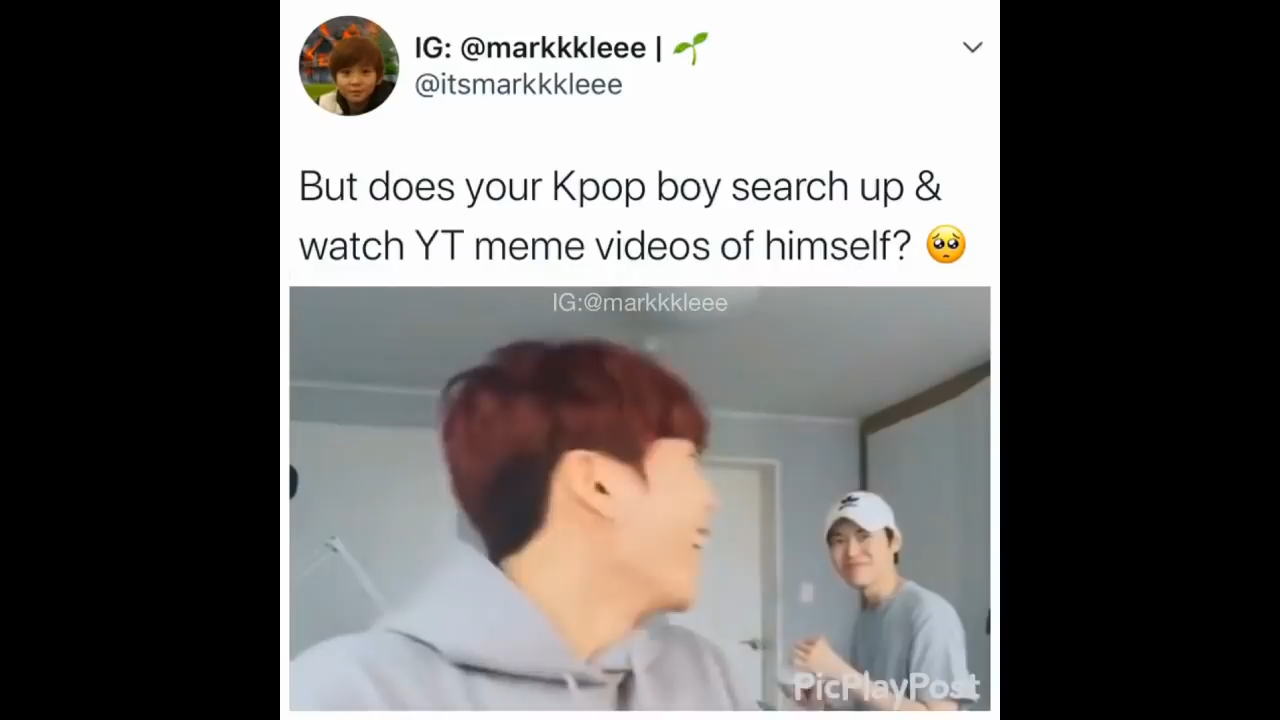 IG: @markkkleee | 🌱
@itsmarkkkleee
But does your Kpop boy search up &
watch YT meme videos of himself? 🥺
IG:@markkkleee
PicPlayPost